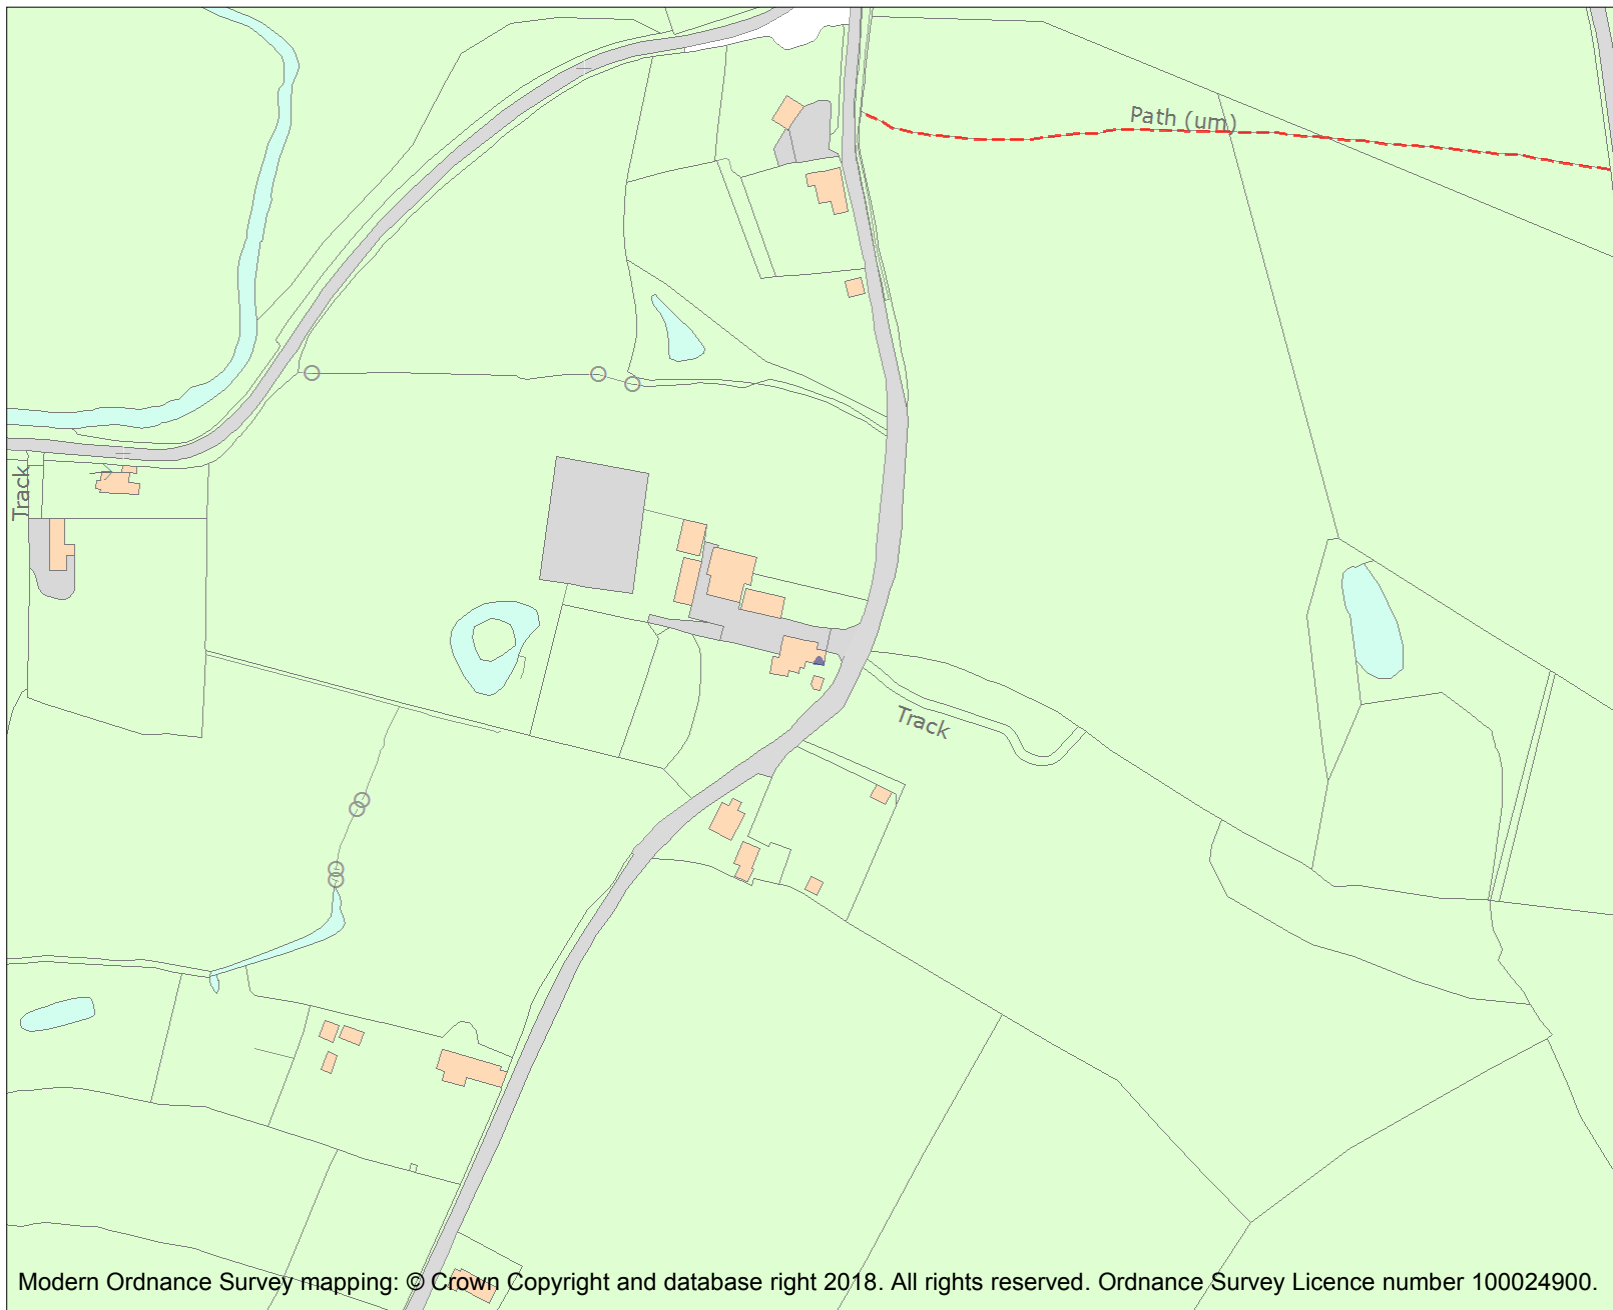 Path (um)
Track
Track
Modern Ordnance Survey mapping: © Crown Copyright and database right 2018. All rights reserved. Ordnance Survey Licence number 100024900.